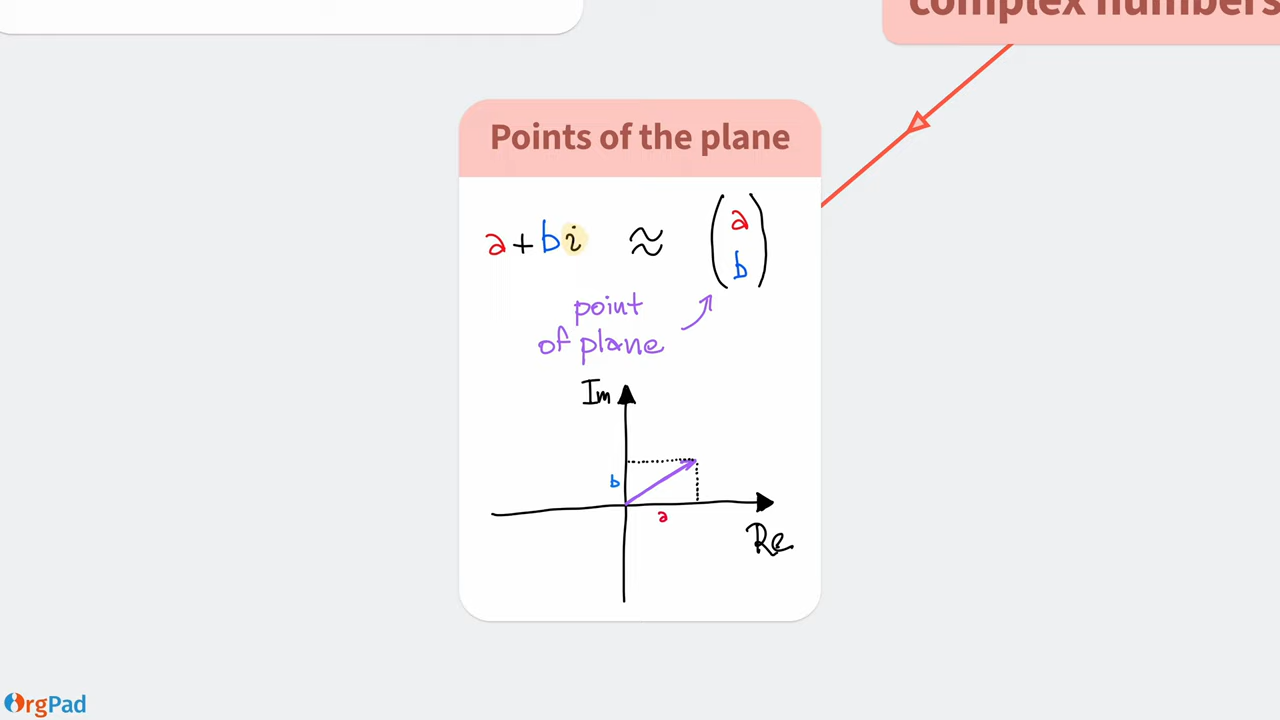 complex numbers
Points of the plane
a + bi ≈ (a b)
point
of plane
Im
b
a
Re
OrgPad